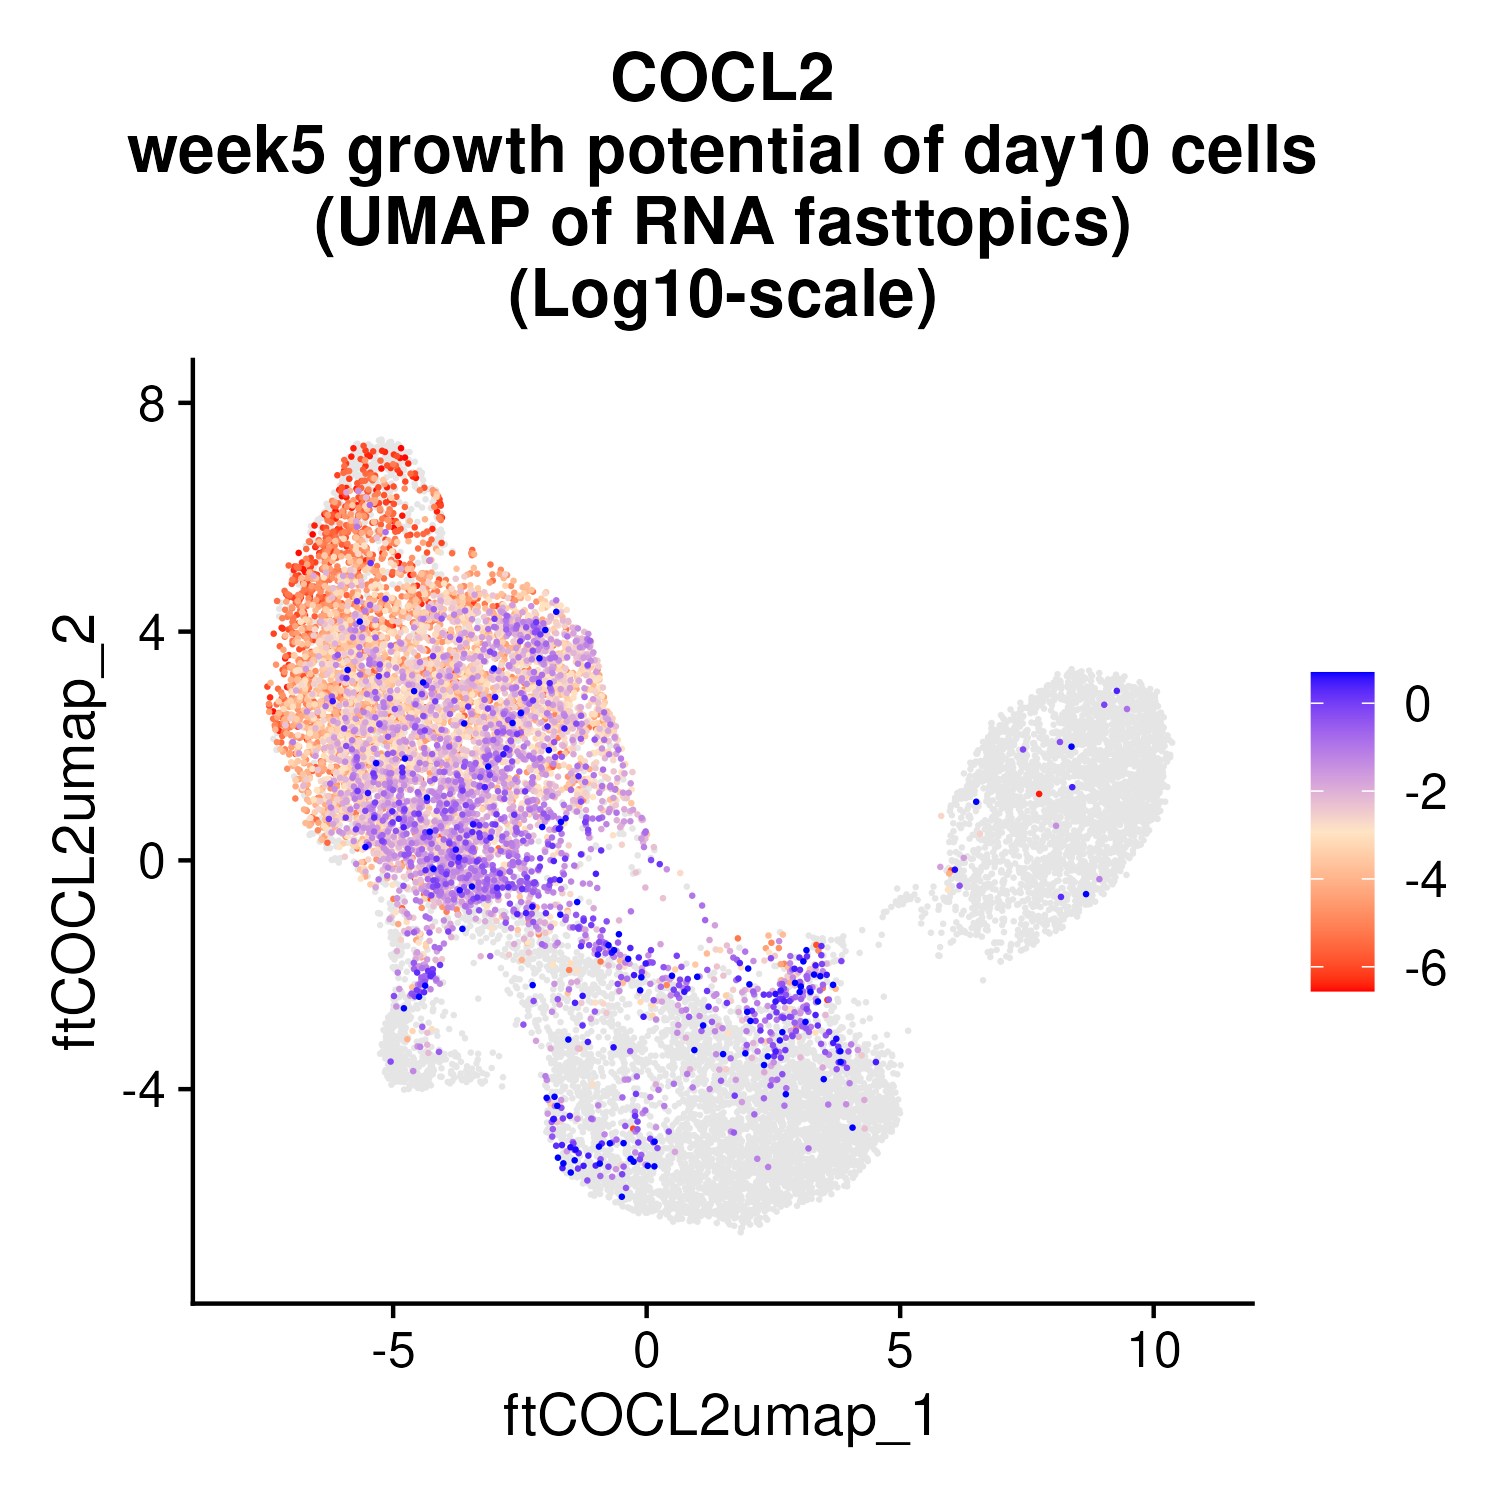 COCL2
week5 growth potential of day10 cells
(UMAP of RNA fasttopics)
(Log10-scale)
8
4
0
-4
ftCOCL2umap_2
-5
0
5
10
ftCOCL2umap_1
0
-2
-4
-6